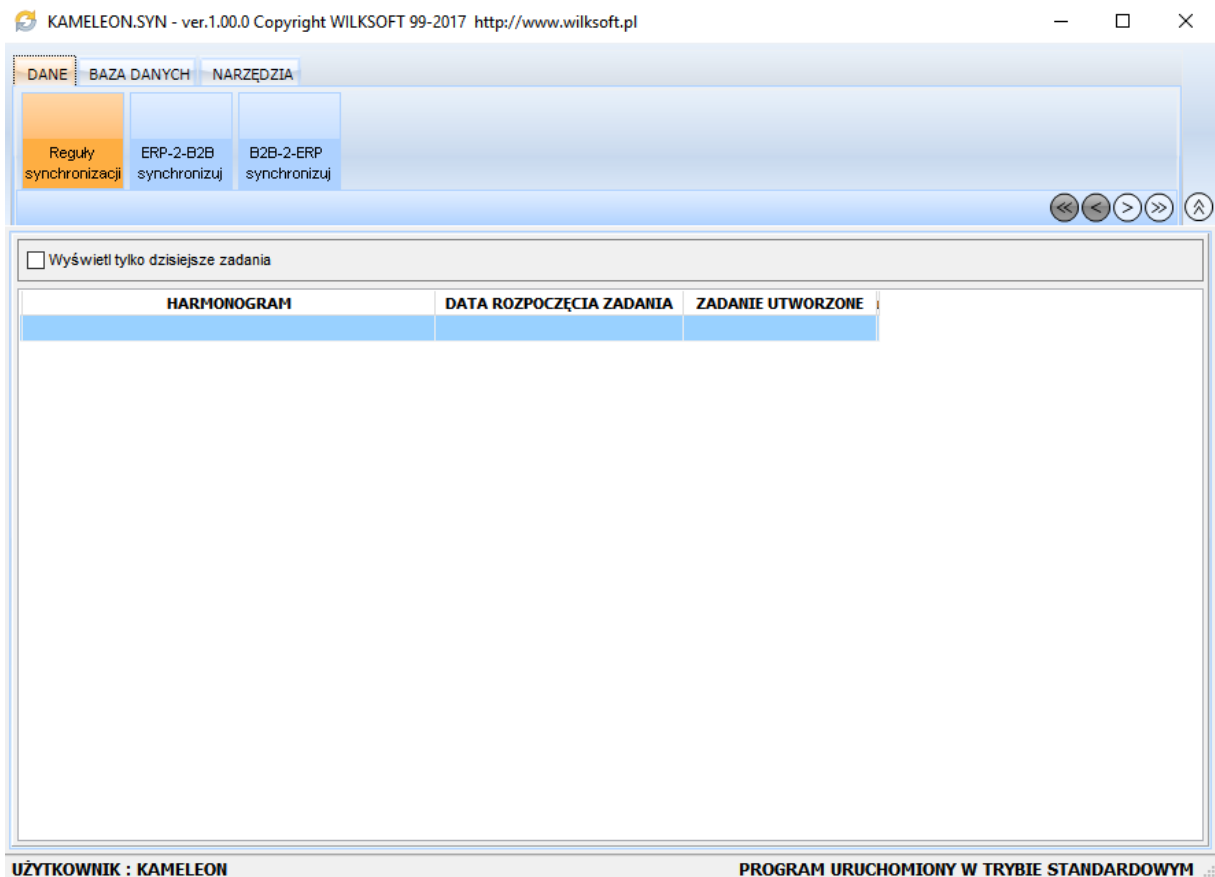 KAMELEON.SYN - ver.1.00.0 Copyright WILKSOFT 99-2017 http://www.wilksoft.pl
DANE BAZA DANYCH NARZĘDZIA
Reguły synchronizacji
ERP-2-B2B synchronizuj
B2B-2-ERP synchronizuj
Wyświetl tylko dzisiejsze zadania
HARMONOGRAM DATA ROZPOCZĘCIA ZADANIA ZADANIE UTWORZONE
UŻYTKOWNIK : KAMELEON PROGRAM URUCHOMIONY W TRYBIE STANDARDOWYM